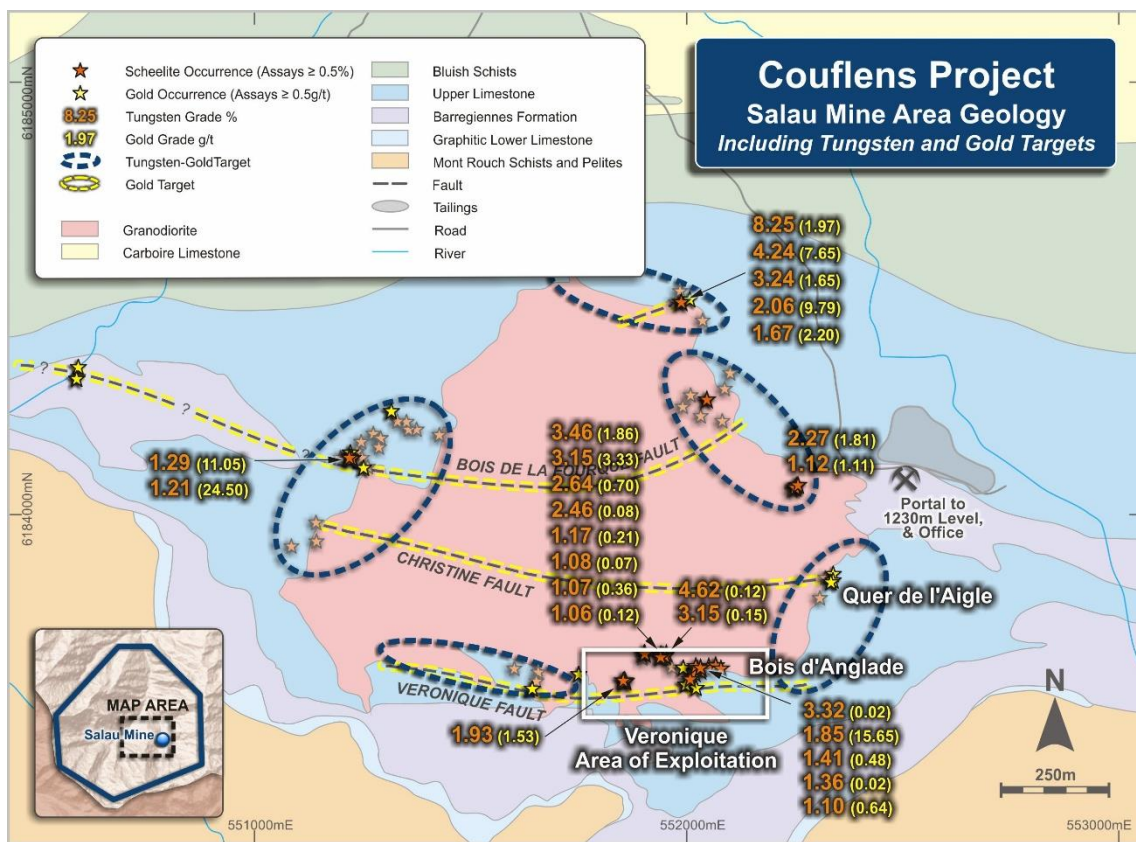 Couflens Project
Salau Mine Area Geology
Including Tungsten and Gold Targets
Scheelite Occurrence (Assays ≥ 0.5%)
Gold Occurrence (Assays ≥ 0.5g/t)
8.25 Tungsten Grade %
1.97 Gold Grade g/t
Tungsten-GoldTarget
Gold Target
Granodiorite
Carboire Limestone
Bluish Schists
Upper Limestone
Barregiennes Formation
Graphitic Lower Limestone
Mont Rouch Schists and Pelites
Fault
Tailings
Road
River
6185000mN
6184000mN
8.25 (1.97)
4.24 (7.65)
3.24 (1.65)
2.06 (9.79)
1.67 (2.20)
?
?
?
1.29 (11.05)
1.21 (24.50)
BOIS DE LA FOURQUE FAULT
3.46 (1.86)
3.15 (3.33)
2.64 (0.70)
2.46 (0.08)
1.17 (0.21)
1.08 (0.07)
1.07 (0.36)
1.06 (0.12)
2.27 (1.81)
1.12 (1.11)
Portal to
1230m Level,
& Office
CHRISTINE FAULT
4.62 (0.12)
3.15 (0.15)
Quer de l'Aigle
Bois d'Anglade
VERONIQUE FAULT
1.93 (1.53)
Veronique
Area of Exploitation
3.32 (0.02)
1.85 (15.65)
1.41 (0.48)
1.36 (0.02)
1.10 (0.64)
MAP AREA
Salau Mine
N
250m
551000mE
552000mE
553000mE